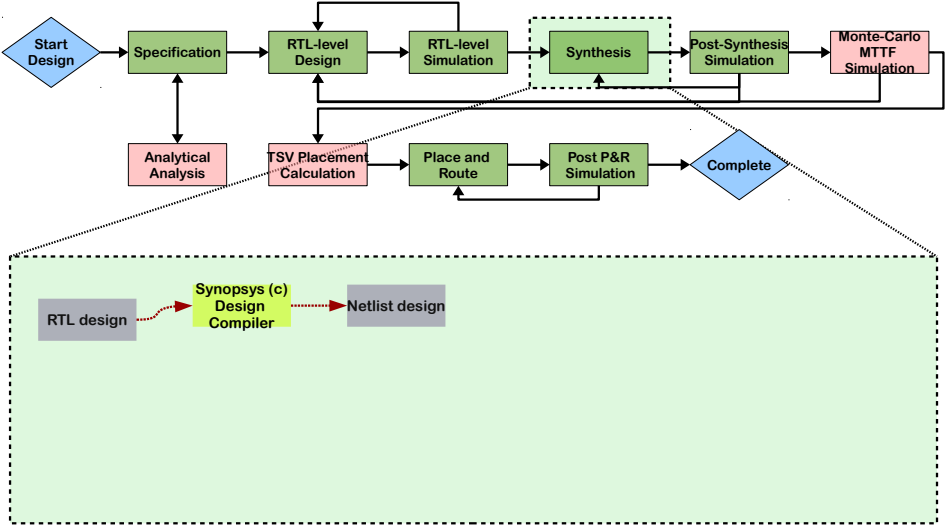 Start
Design
Specification
RTL-level
Design
RTL-level
Simulation
Synthesis
Post-Synthesis
Simulation
Monte-Carlo
MTTF
Simulation
Analytical
Analysis
TSV Placement
Calculation
Place and
Route
Post P&R
Simulation
Complete
RTL design
Synopsys (c)
Design
Compiler
Netlist design